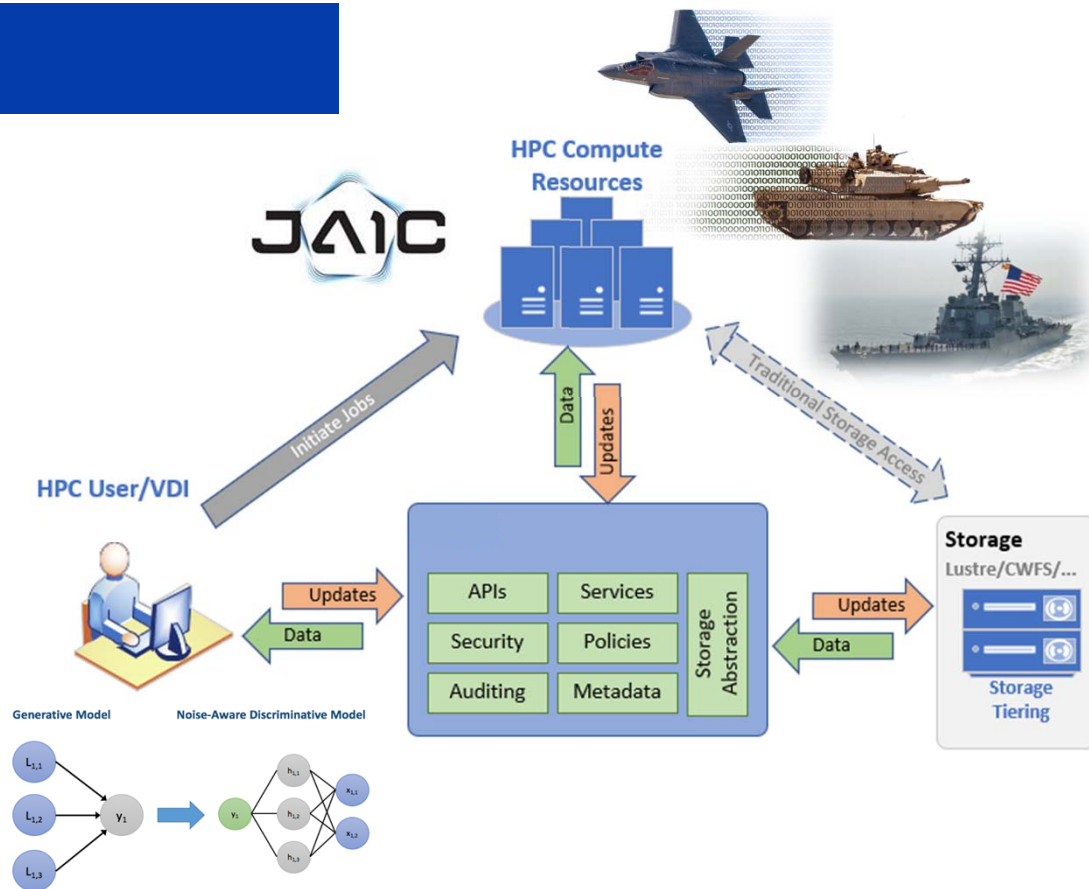 HPC Compute
Resources
JAIC
Initiate Jobs
Data
Updates
Traditional Storage Access
HPC User/VDI
Updates
Data
APIs
Services
Security
Policies
Auditing
Metadata
Storage
Abstraction
Updates
Data
Storage
Lustre/CWFS/...
Storage
Tiering
Generative Model
Noise-Aware Discriminative Model
L1,1
L1,2
L1,3
y1
y1
h1,1
h1,2
h1,3
x1,1
x1,2